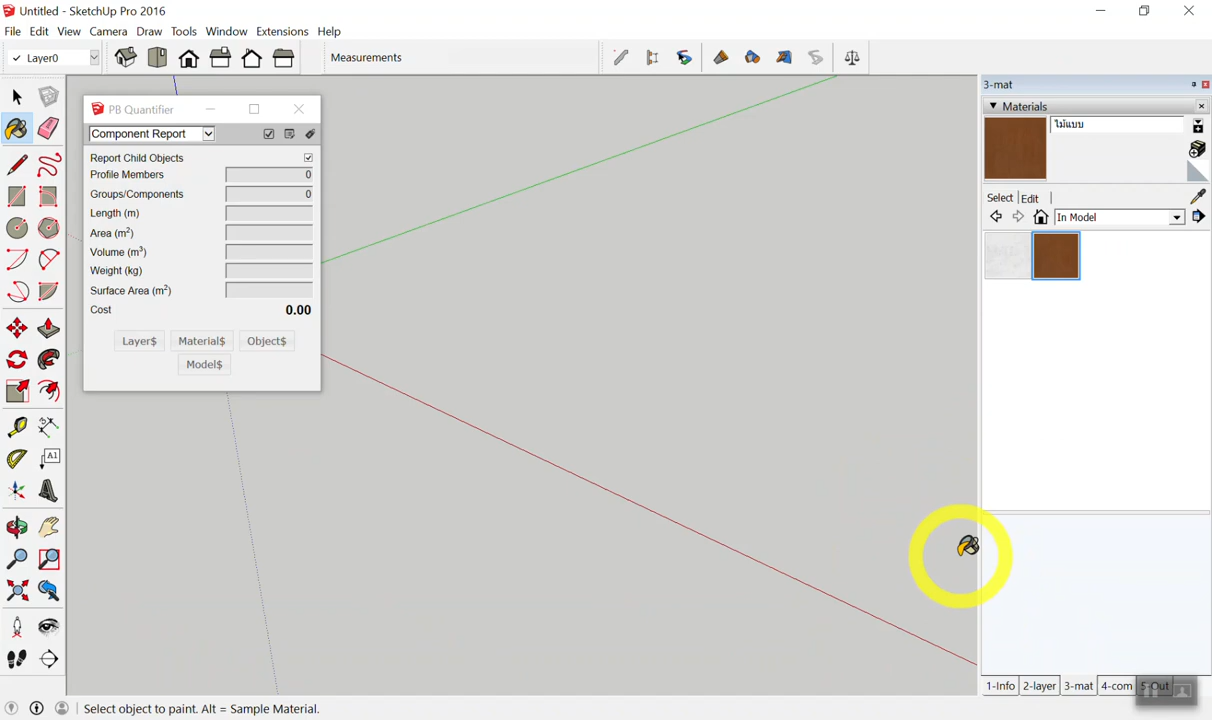 Untitled - SketchUp Pro 2016
File Edit View Camera Draw Tools Window Extensions Help
Layer0
Measurements
3-mat
PB Quantifier
Materials
ไม้แบบ
Component Report
Report Child Objects
Profile Members 0
Groups/Components 0
Length (m)
Area (m²)
Volume (m³)
Weight (kg)
Surface Area (m²)
Cost 0.00
Layer$ Material$ Object$
Model$
Select Edit
In Model
A1
1-Info 2-layer 3-mat 4-com 5-Out
Select object to paint. Alt = Sample Material.